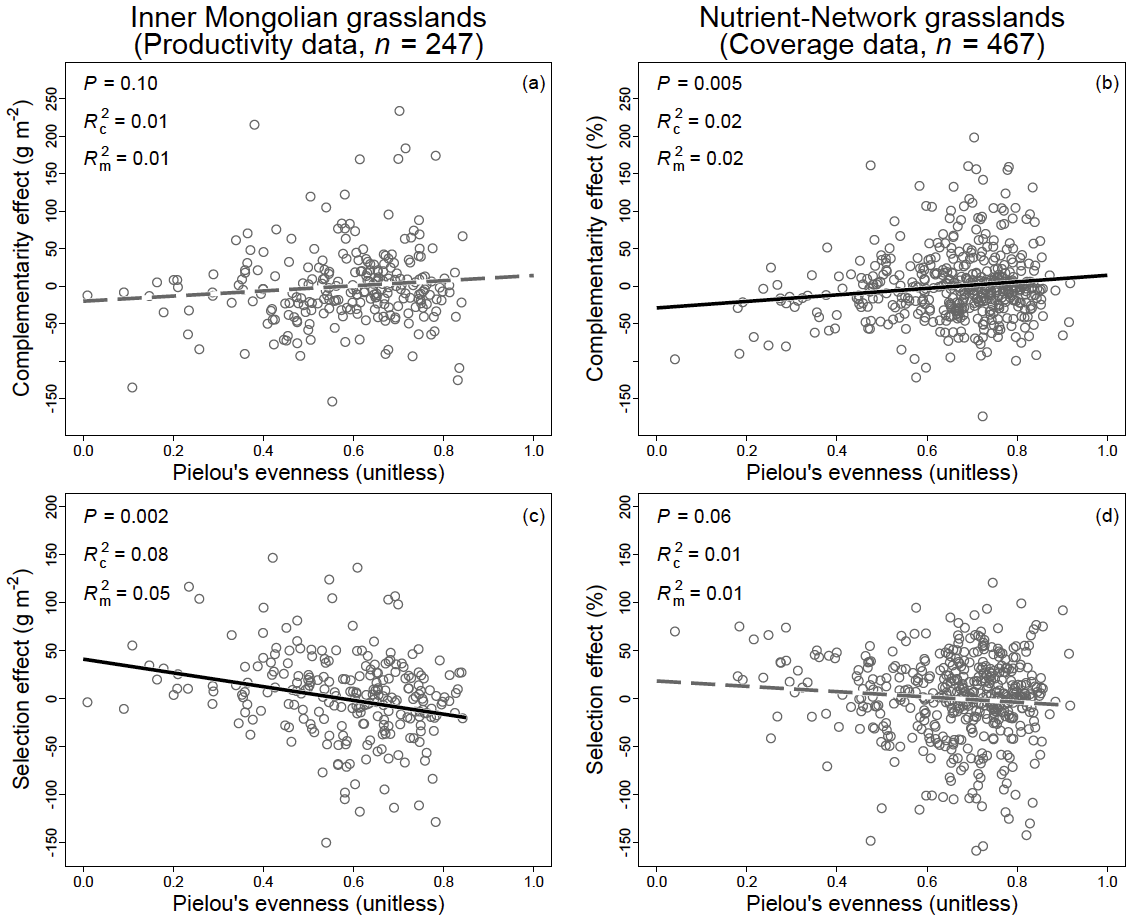 Inner Mongolian grasslands
(Productivity data, n = 247)
Nutrient-Network grasslands
(Coverage data, n = 467)
P = 0.10
R²c = 0.01
R²m = 0.01
(a)
Complementarity effect (g m⁻²)
250
200
150
100
50
0
-50
-150
0.0 0.2 0.4 0.6 0.8 1.0
Pielou's evenness (unitless)
P = 0.005
R²c = 0.02
R²m = 0.02
(b)
Complementarity effect (%)
250
200
150
100
50
0
-50
-150
0.0 0.2 0.4 0.6 0.8 1.0
Pielou's evenness (unitless)
P = 0.002
R²c = 0.08
R²m = 0.05
(c)
Selection effect (g m⁻²)
200
150
100
50
0
-50
-100
-150
0.0 0.2 0.4 0.6 0.8 1.0
Pielou's evenness (unitless)
P = 0.06
R²c = 0.01
R²m = 0.01
(d)
Selection effect (%)
200
150
100
50
0
-50
-100
-150
0.0 0.2 0.4 0.6 0.8 1.0
Pielou's evenness (unitless)